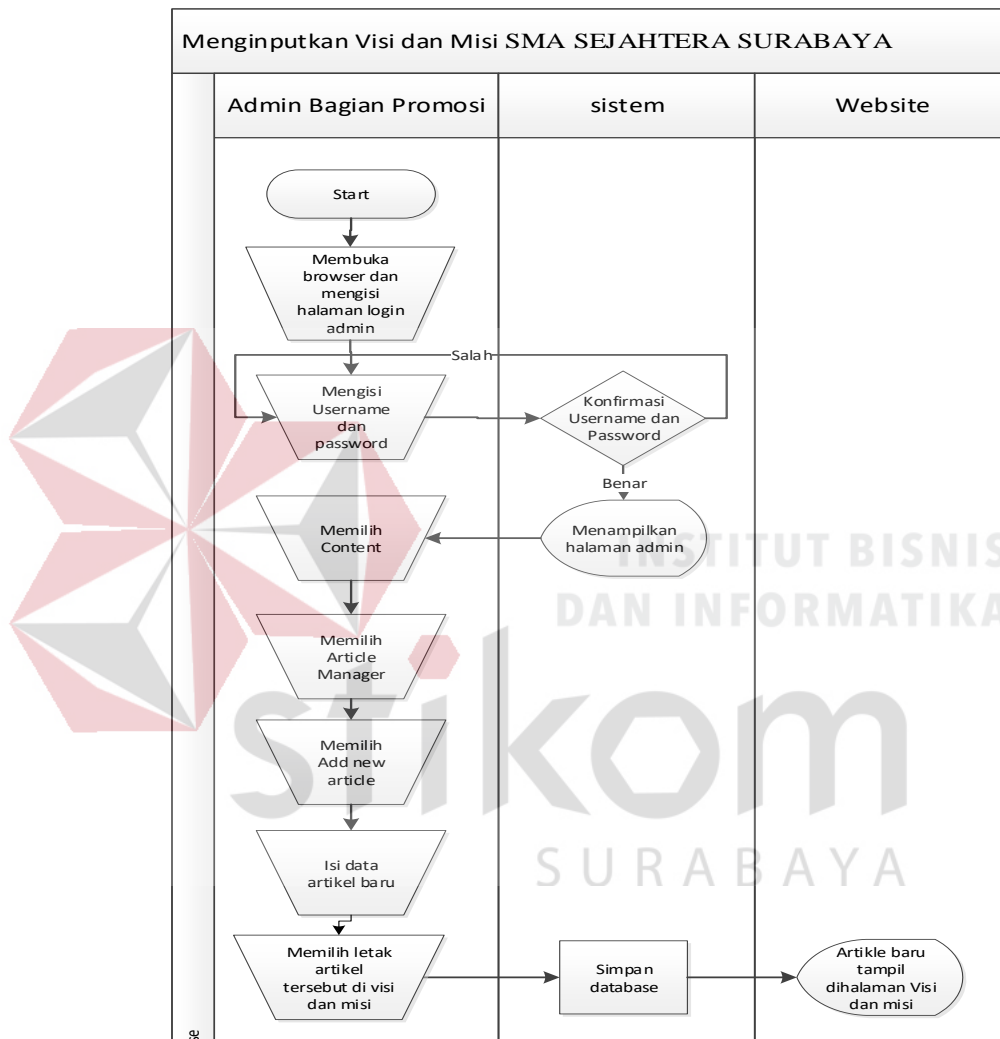 Menginputkan Visi dan Misi SMA SEJAHTERA SURABAYA
Admin Bagian Promosi
sistem
Website
Start
Membuka
browser dan
mengisi
halaman login
admin
Salah
Mengisi
Username
dan
password
Konfirmasi
Username dan
Password
Benar
Memilih
Content
Menampilkan
halaman admin
INSTITUT BISNIS
DAN INFORMATIKA
Memilih
Article
Manager
stikom
Memilih
Add new
article
SURABAYA
Isi data
artikel baru
Memilih letak
artikel
tersebut di visi
dan misi
Simpan
database
Artikle baru
tampil
dihalaman Visi
dan misi
se